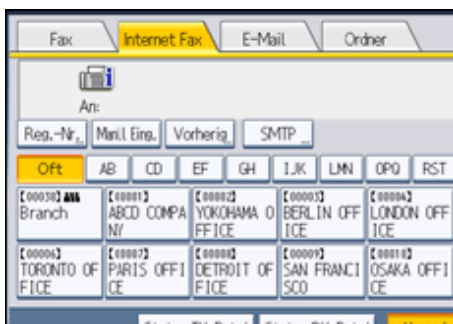 Fax Internet Fax E-Mail Ordner
An:
Reg.-Nr. Manll Eing. Vorherig. SMTP
Oft AB CD EF GH IJK LMN OPQ RST
[00038] [00001] [00002] [00003] [00004]
Branch ABCD COMPA YOKOHAMA O BERLIN OFF LONDON OFF
NY FFICE ICE ICE
[00006] [00007] [00008] [00009] [00010]
TORONTO OF PARIS OFFI DETROIT OF SAN FRANCI OSAKA OFFI
FICE CE FICE SCO CE